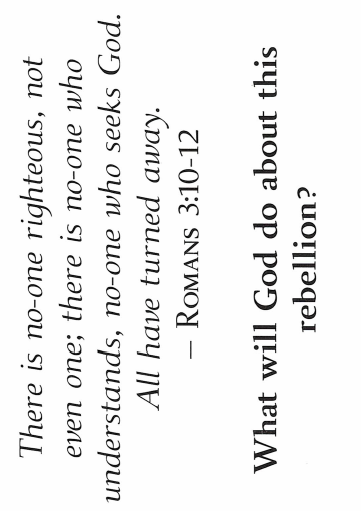 There is no-one righteous, not
even one; there is no-one who
understands, no-one who seeks God.
All have turned away.
– Romans 3:10-12
What will God do about this
rebellion?